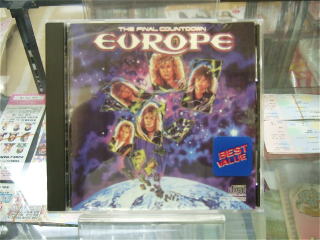 THE FINAL COUNTDOWN
EUROPE
BEST
VALUE